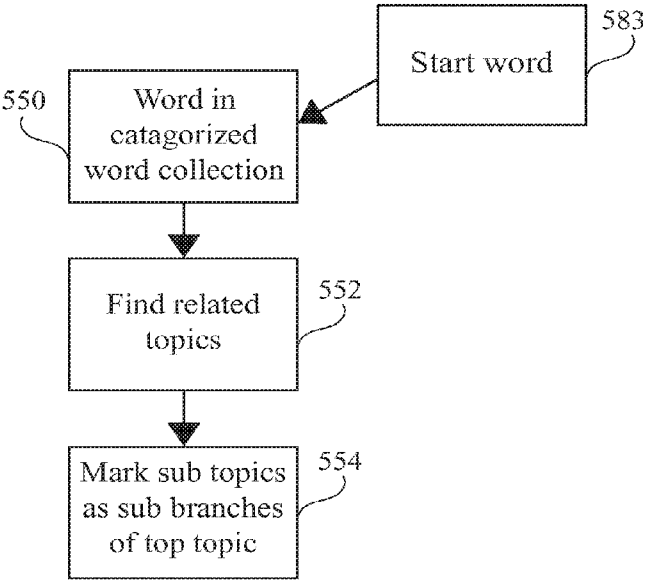 583
Start word
550
Word in
catagorized
word collection
552
Find related
topics
554
Mark sub topics
as sub branches
of top topic